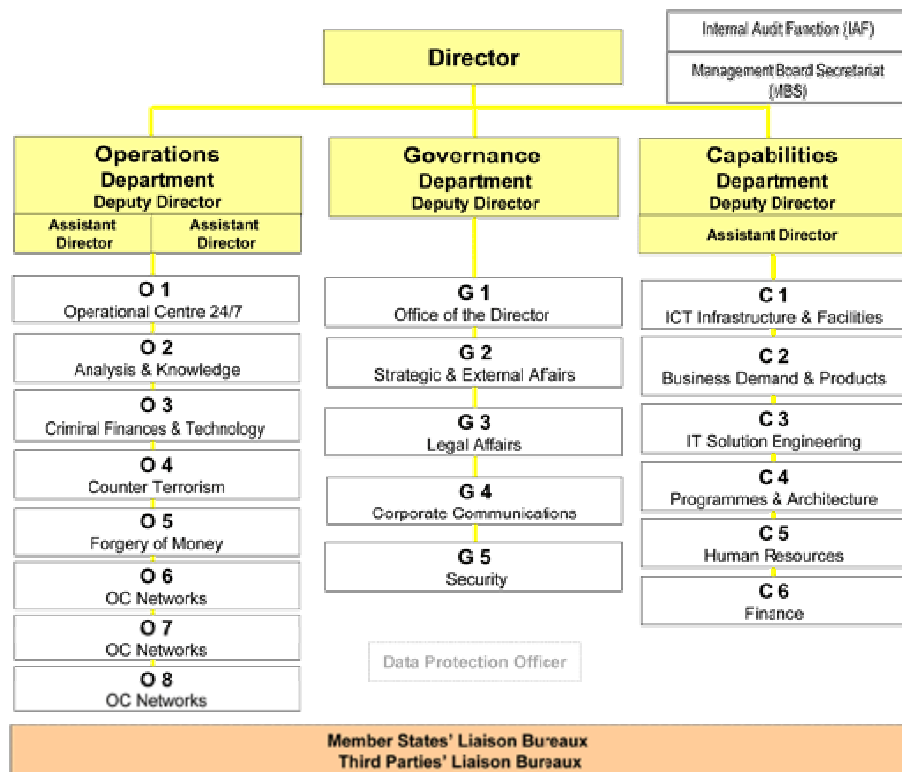 Internal Audit Function (IAF)
Director
Management Board Secretariat
(MBS)
Operations
Department
Deputy Director
Assistant
Director
Assistant
Director
O 1
Operational Centre 24/7
O 2
Analysis & Knowledge
O 3
Criminal Finances & Technology
O 4
Counter Terrorism
O 5
Forgery of Money
O 6
OC Networks
O 7
OC Networks
O 8
OC Networks
Governance
Department
Deputy Director
G 1
Office of the Director
G 2
Strategic & External Afairs
G 3
Legal Affairs
G 4
Corporate Communications
G 5
Security
Data Protection Officer
Capabilities
Department
Deputy Director
Assistant Director
C 1
ICT Infrastructure & Facilities
C 2
Business Demand & Products
C 3
IT Solution Engineering
C 4
Programmes & Architecture
C 5
Human Resources
C 6
Finance
Member States' Liaison Bureaux
Third Parties' Liaison Bureaux